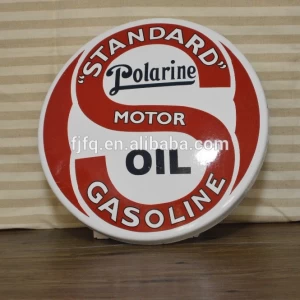 "STANDARD"
Polarine
MOTOR
OIL
GASOLINE
fjfq.en.alibaba.com